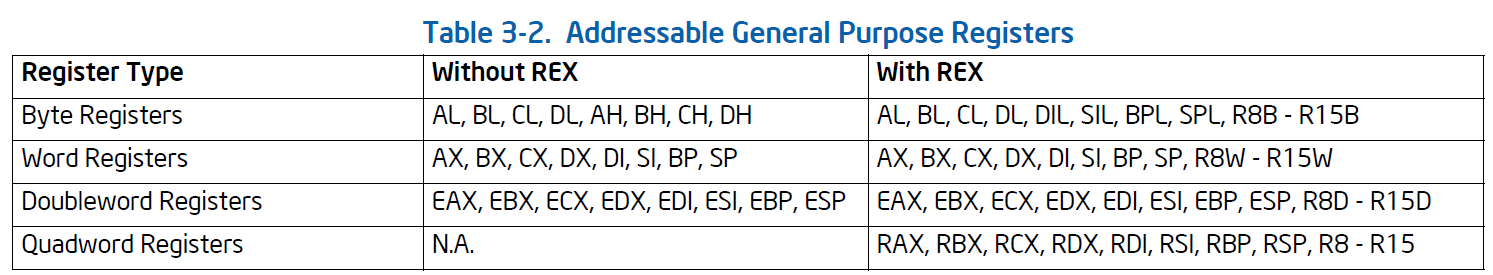 Table 3-2. Addressable General Purpose Registers
Register Type Without REX With REX
Byte Registers AL, BL, CL, DL, AH, BH, CH, DH AL, BL, CL, DL, DIL, SIL, BPL, SPL, R8B - R15B
Word Registers AX, BX, CX, DX, DI, SI, BP, SP AX, BX, CX, DX, DI, SI, BP, SP, R8W - R15W
Doubleword Registers EAX, EBX, ECX, EDX, EDI, ESI, EBP, ESP EAX, EBX, ECX, EDX, EDI, ESI, EBP, ESP, R8D - R15D
Quadword Registers N.A. RAX, RBX, RCX, RDX, RDI, RSI, RBP, RSP, R8 - R15